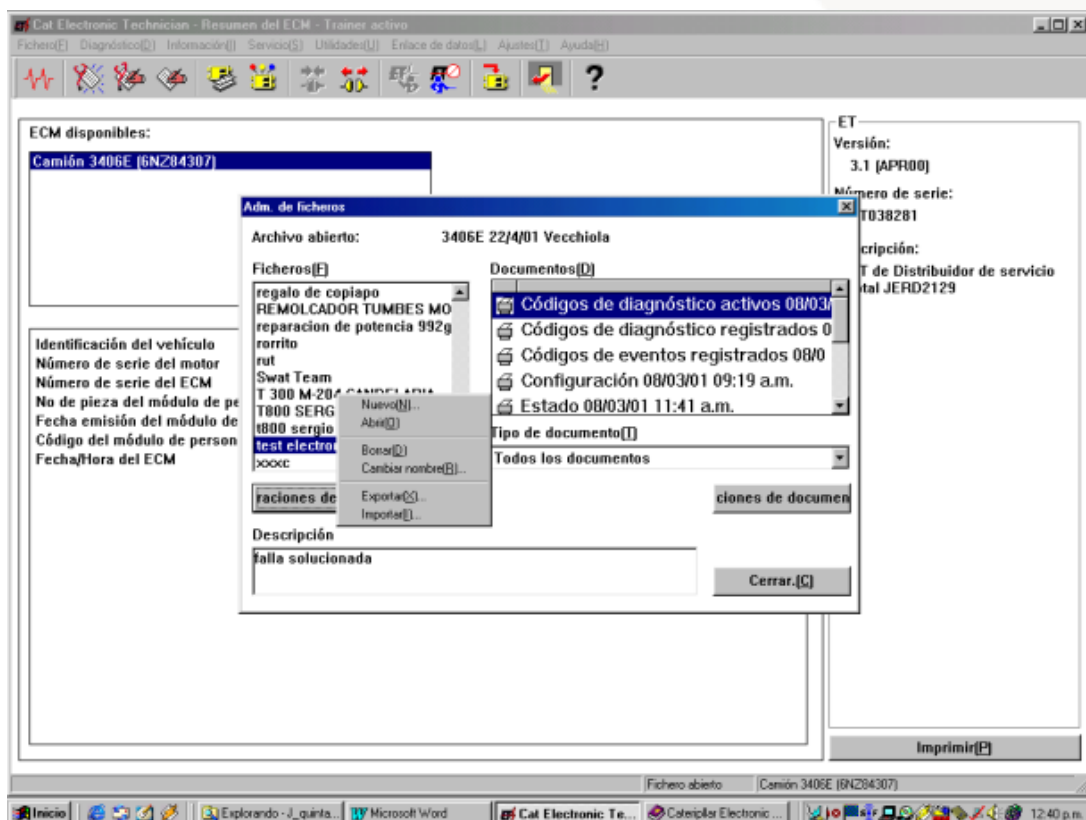 Cat Electronic Technician - Resumen del ECM - Trainer activo
Fichero(F) Diagnóstico(D) Información(I) Servicio(S) Utilidades(U) Enlace de datos(L) Ajustes(T) Ayuda(H)
ECM disponibles:
Camión 3406E (6NZ84307)
Identificación del vehículo
Número de serie del motor
Número de serie del ECM
No de pieza del módulo de pe
Fecha emisión del módulo de
Código del módulo de person
Fecha/Hora del ECM
Adm. de ficheros
Archivo abierto: 3406E 22/4/01 Vecchiola
Ficheros(F)
regalo de copiapo
REMOLCADOR TUMBES MO
reparacion de potencia 992g
rorrito
rut
Swat Team
T 300 M-204 CANDELARIA
T800 SERG
t800 sergio
test electron
xxxc
Nuevo(N)...
Abrir(O)
Borrar(D)
Cambiar nombre(R)...
Exportar(X)...
Importar(I)...
raciones de
Documentos(D)
Códigos de diagnóstico activos 08/03/
Códigos de diagnóstico registrados 0
Códigos de eventos registrados 08/0
Configuración 08/03/01 09:19 a.m.
Estado 08/03/01 11:41 a.m.
Tipo de documento(T)
Todos los documentos
ciones de documen
Descripción
falla solucionada
Cerrar.(C)
ET
Versión:
3.1 (APR00)
Número de serie:
T038281
cripción:
T de Distribuidor de servicio
tal JERD2129
Imprimir(P)
Fichero abierto Camión 3406E (6NZ84307)
Inicio Explorando - J_quinta... Microsoft Word Cat Electronic Te... Caterpillar Electronic ... 12:40 p.m.